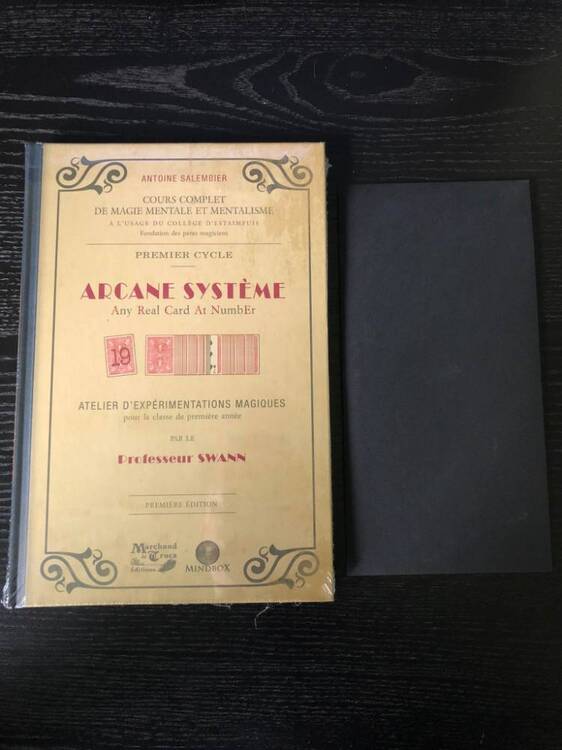 ANTOINE SALEMBIER
COURS COMPLET
DE MAGIE MENTALE ET MENTALISME
À L'USAGE DU COLLÈGE D'ESTAIMPUIS
Fondation des pères magiciens
PREMIER CYCLE
ARCANE SYSTÈME
Any Real Card At NumbEr
19
ATELIER D'EXPÉRIMENTATIONS MAGIQUES
pour la classe de première année
PAR LE
Professeur SWANN
PREMIÈRE ÉDITION
Marchand
de Trucs
éditions
MINDBOX